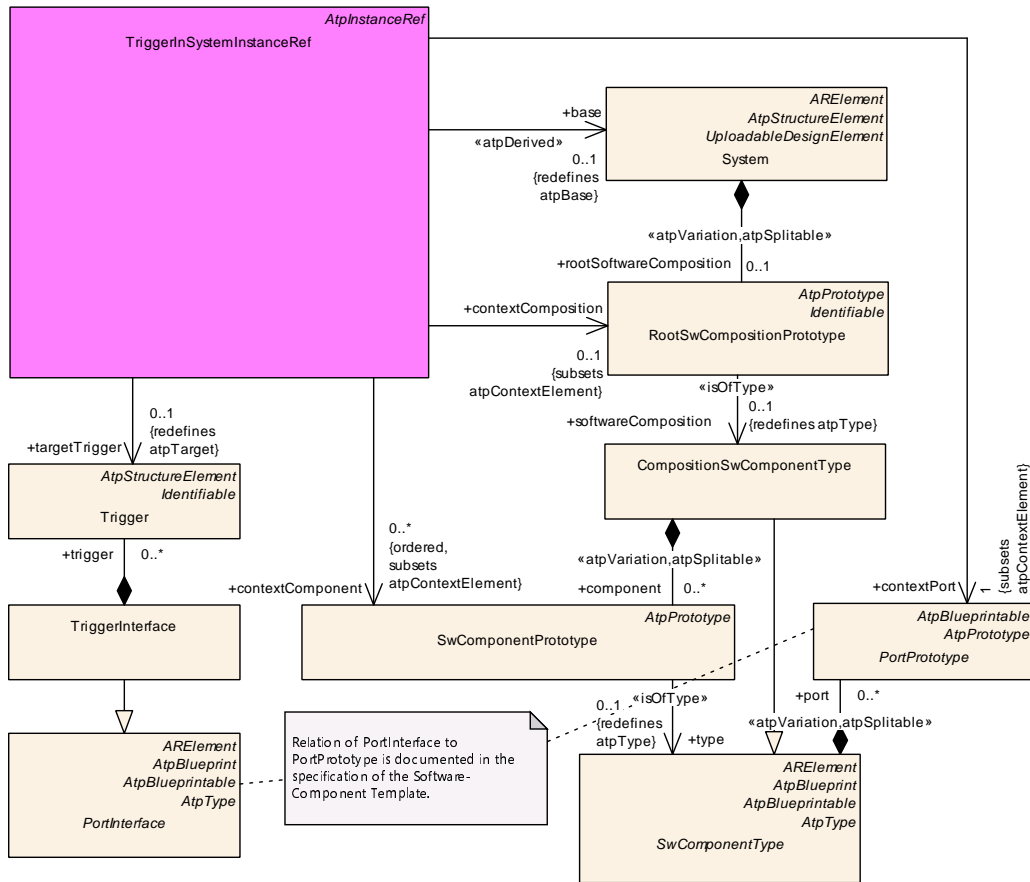 AtpInstanceRef
TriggerInSystemInstanceRef
+base
«atpDerived»
0..1
{redefines
atpBase}
ARElement
AtpStructureElement
UploadableDesignElement
System
«atpVariation,atpSplitable»
+rootSoftwareComposition
0..1
+contextComposition
0..1
{subsets
atpContextElement}
AtpPrototype
Identifiable
RootSwCompositionPrototype
«isOfType»
+softwareComposition
0..1
{redefines atpType}
CompositionSwComponentType
+targetTrigger
0..1
{redefines
atpTarget}
AtpStructureElement
Identifiable
Trigger
+trigger
0..*
TriggerInterface
+contextComponent
0..*
{ordered,
subsets
atpContextElement}
«atpVariation,atpSplitable»
+component
0..*
AtpPrototype
SwComponentPrototype
+contextPort
1
{subsets
atpContextElement}
AtpBlueprintable
AtpPrototype
PortPrototype
«isOfType»
0..1
{redefines
atpType}
+type
+port
0..*
«atpVariation,atpSplitable»
Relation of PortInterface to
PortPrototype is documented in the
specification of the Software-
Component Template.
ARElement
AtpBlueprint
AtpBlueprintable
AtpType
PortInterface
ARElement
AtpBlueprint
AtpBlueprintable
AtpType
SwComponentType